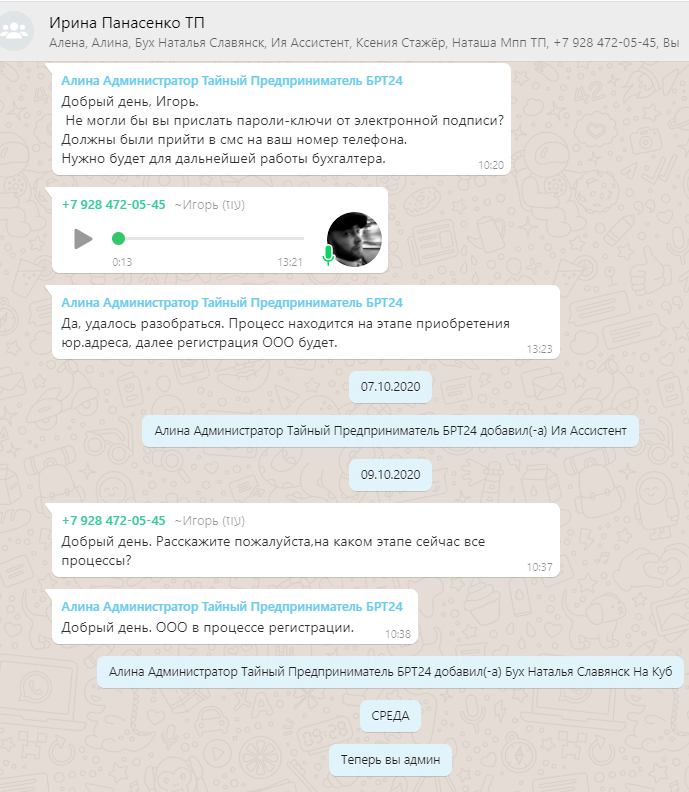 Ирина Панасенко ТП
Алена, Алина, Бух Наталья Славянск, Ия Ассистент, Ксения Стажёр, Наташа Мпп ТП, +7 928 472-05-45, Вы
Алина Администратор Тайный Предприниматель БРТ24
Добрый день, Игорь.
Не могли бы вы прислать пароли-ключи от электронной подписи?
Должны были прийти в смс на ваш номер телефона.
Нужно будет для дальнейшей работы бухгалтера.
10:20
+7 928 472-05-45 ~Игорь (עוז)
0:13 13:21
Алина Администратор Тайный Предприниматель БРТ24
Да, удалось разобраться. Процесс находится на этапе приобретения
юр.адреса, далее регистрация ООО будет.
13:23
07.10.2020
Алина Администратор Тайный Предприниматель БРТ24 добавил(-а) Ия Ассистент
09.10.2020
+7 928 472-05-45 ~Игорь (עוז)
Добрый день. Расскажите пожалуйста,на каком этапе сейчас все
процессы?
10:37
Алина Администратор Тайный Предприниматель БРТ24
Добрый день. ООО в процессе регистрации.
10:38
Алина Администратор Тайный Предприниматель БРТ24 добавил(-а) Бух Наталья Славянск На Куб
СРЕДА
Теперь вы админ